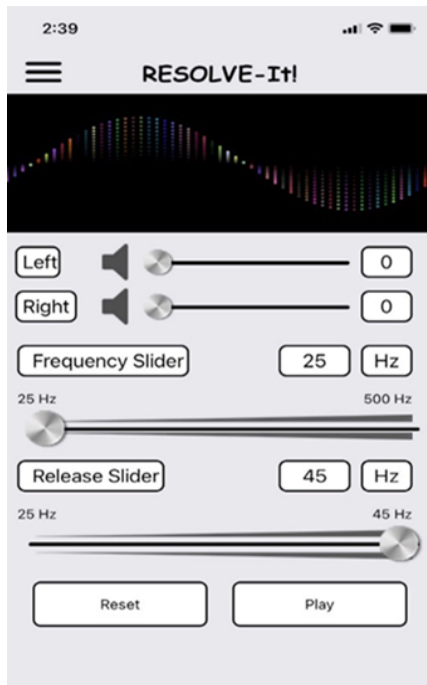 2:39
RESOLVE-It!
Left 0
Right 0
Frequency Slider 25 Hz
25 Hz 500 Hz
Release Slider 45 Hz
25 Hz 45 Hz
Reset Play